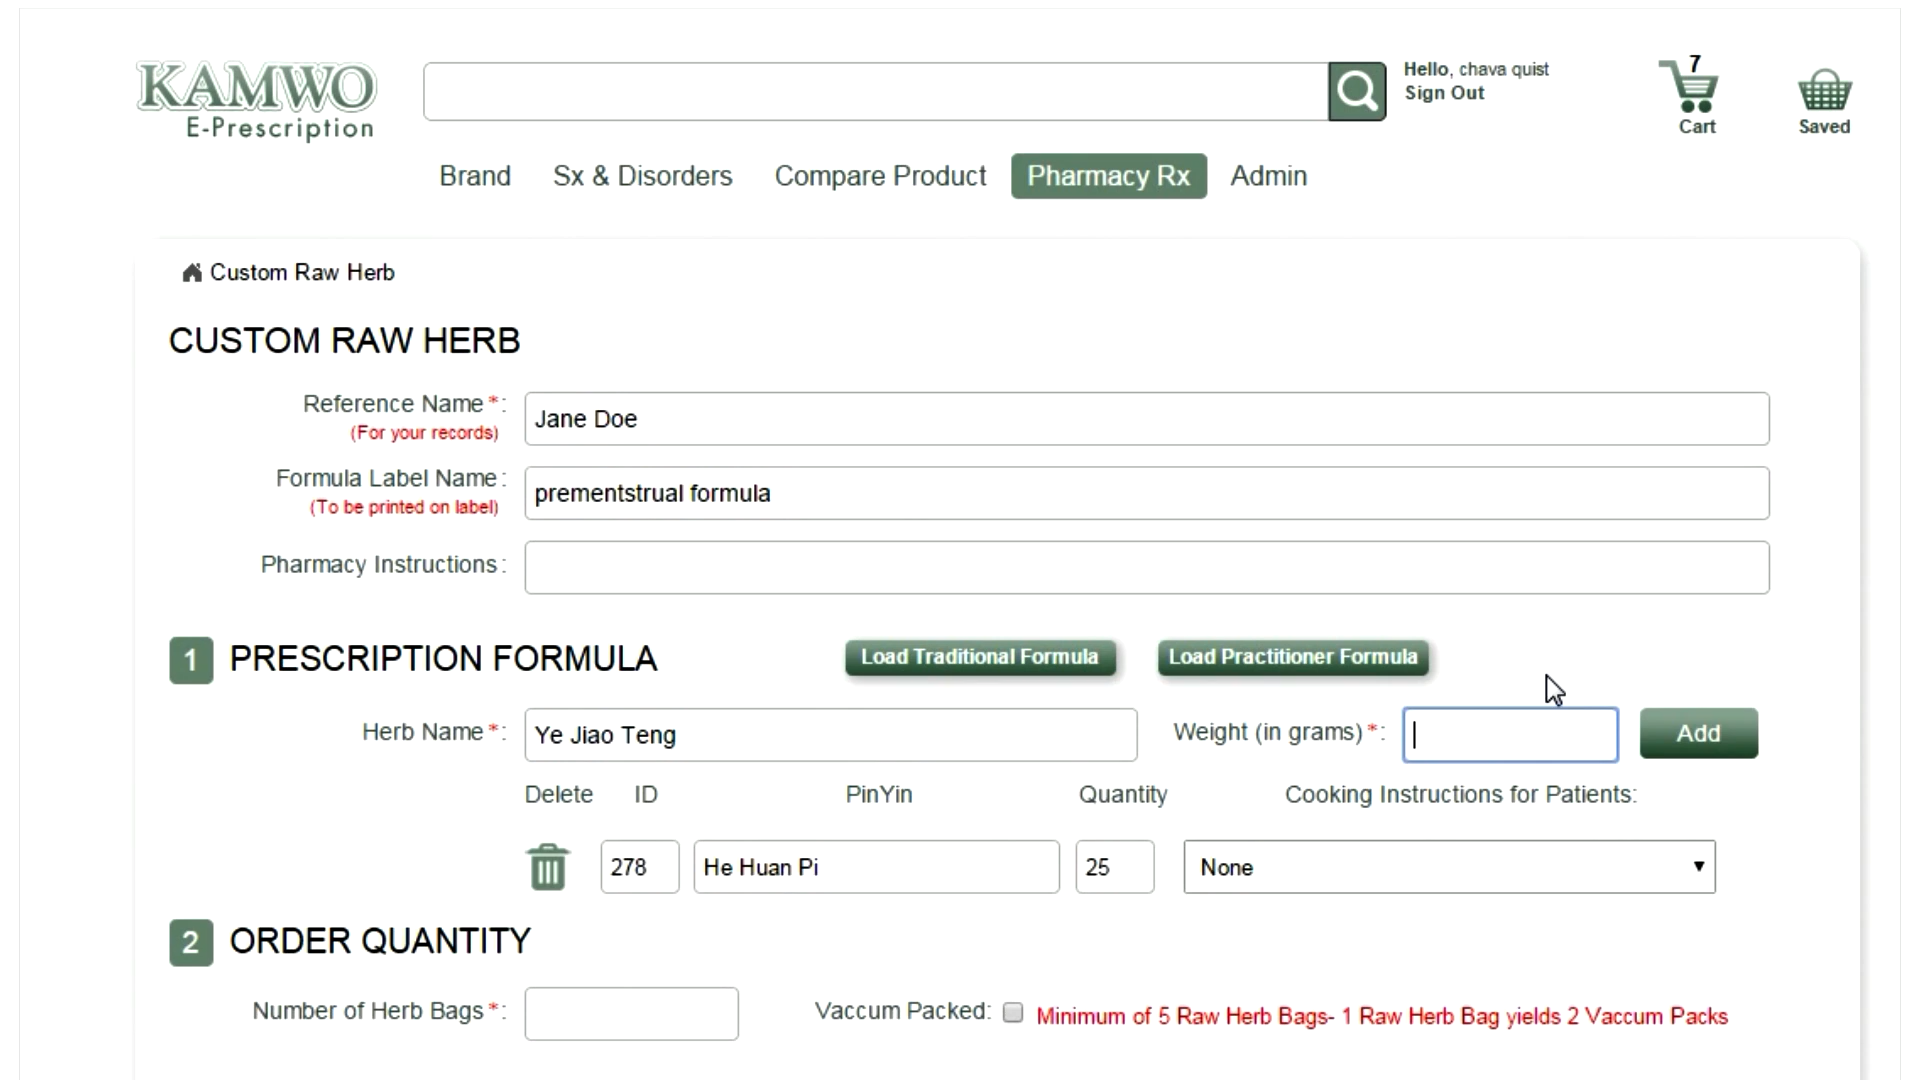 KAMWO
E-Prescription
Hello, chava quist
Sign Out
7
Cart
Saved
Brand Sx & Disorders Compare Product Pharmacy Rx Admin
Custom Raw Herb
CUSTOM RAW HERB
Reference Name *: Jane Doe
(For your records)
Formula Label Name: prementstrual formula
(To be printed on label)
Pharmacy Instructions:
1 PRESCRIPTION FORMULA Load Traditional Formula Load Practitioner Formula
Herb Name *: Ye Jiao Teng Weight (in grams) *: Add
Delete ID PinYin Quantity Cooking Instructions for Patients:
278 He Huan Pi 25 None
2 ORDER QUANTITY
Number of Herb Bags *: Vaccum Packed: Minimum of 5 Raw Herb Bags- 1 Raw Herb Bag yields 2 Vaccum Packs